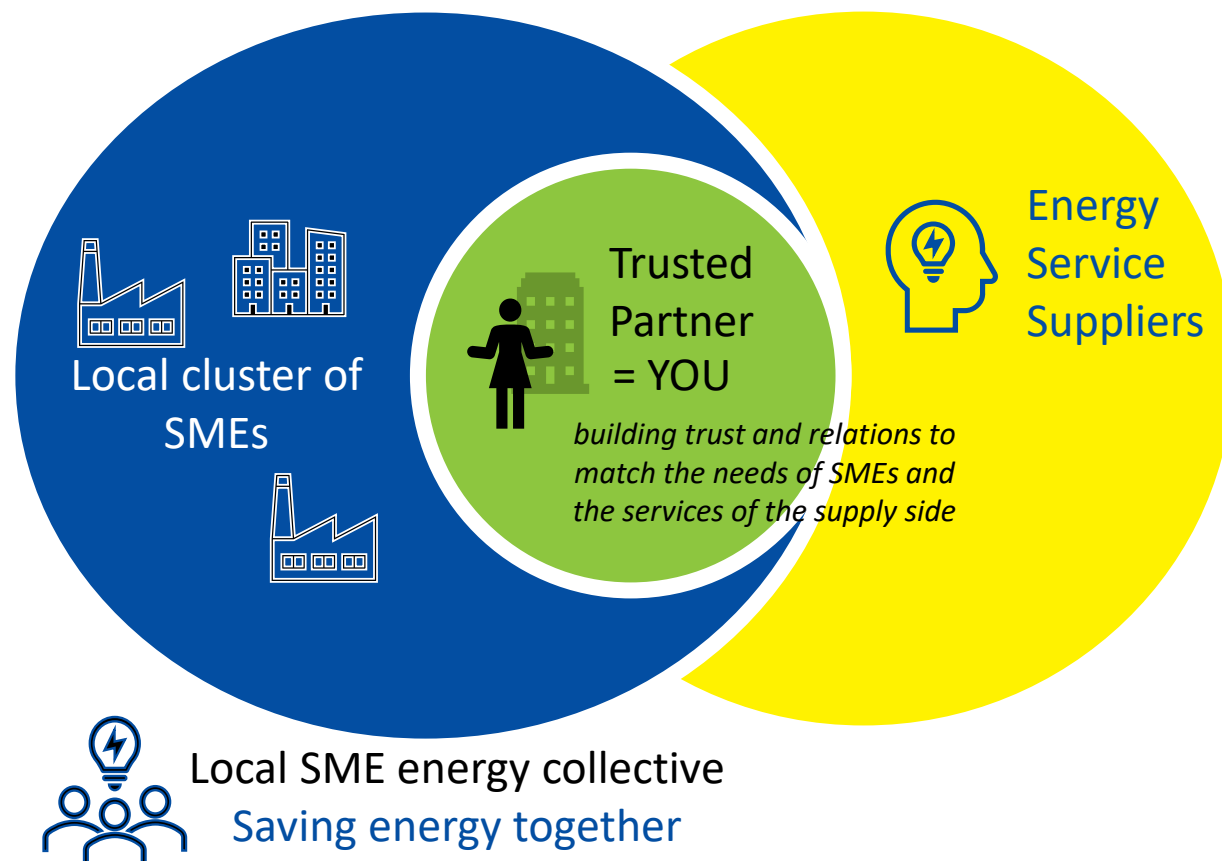 Local cluster of
SMEs
Trusted
Partner
= YOU
building trust and relations to
match the needs of SMEs and
the services of the supply side
Energy
Service
Suppliers
Local SME energy collective
Saving energy together